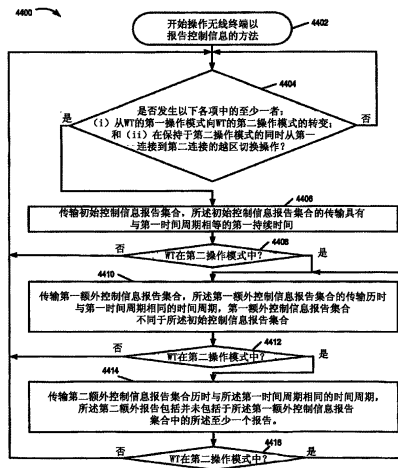 4400
开始操作无线终端以
报告控制信息的方法
4402
4404
是否发生以下各项中的至少一者：
（i）从WT的第一操作模式向WT的第二操作模式的转变；
和（ii）在保持于第二操作模式的同时从第一
连接到第二连接的越区切换操作？
是
否
4406
传输初始控制信息报告集合，所述初始控制信息报告集合的传输具有
与第一时间周期相等的第一持续时间
4408
否
WT在第二操作模式中？
是
4410
传输第一额外控制信息报告集合，所述第一额外控制信息报告集合的传输历时
与第一时间周期相同的时间周期，第一额外控制信息报告集合
不同于所述初始控制信息报告集合
4412
否
WT在第二操作模式中？
是
4414
传输第二额外控制信息报告集合历时与所述第一时间周期相同的时间周期，
所述第二额外报告包括并未包括于所述第一额外控制信息报告
集合中的所述至少一个报告。
4416
否
WT在第二操作模式中？
是